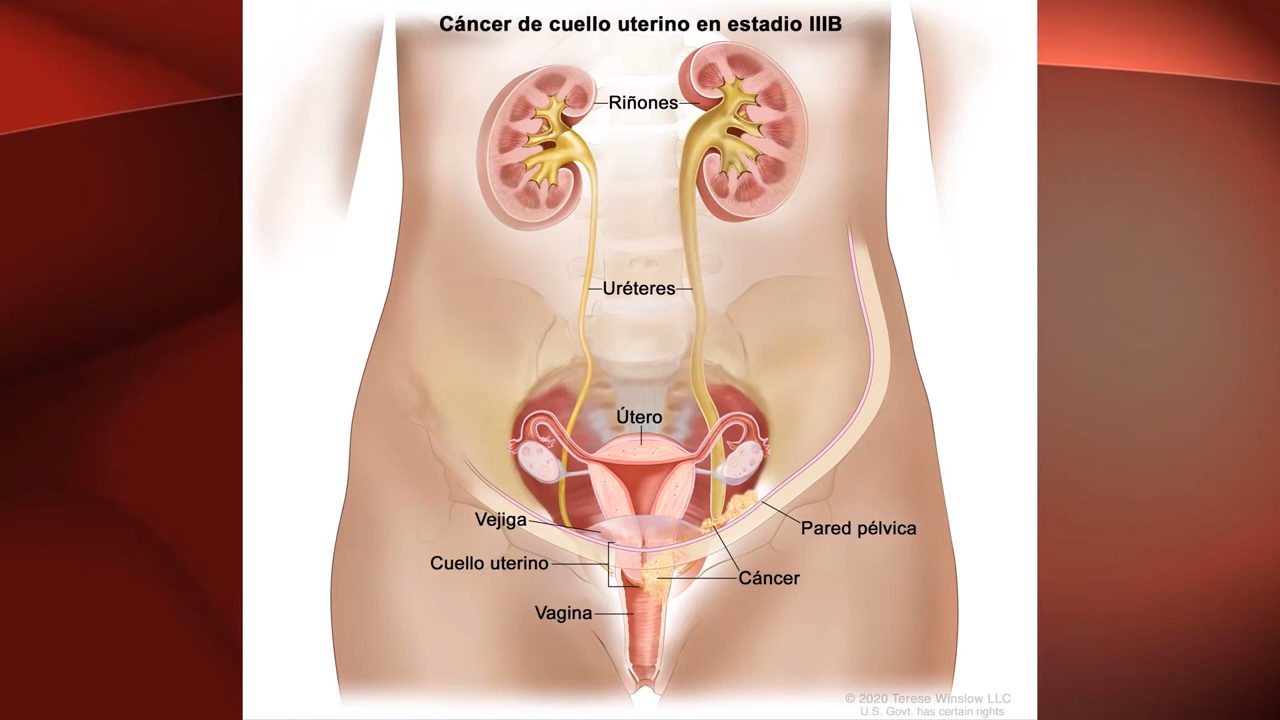 Cáncer de cuello uterino en estadio IIIB
Riñones
Uréteres
Útero
Vejiga
Pared pélvica
Cuello uterino
Cáncer
Vagina
© 2020 Terese Winslow LLC
U.S. Govt. has certain rights